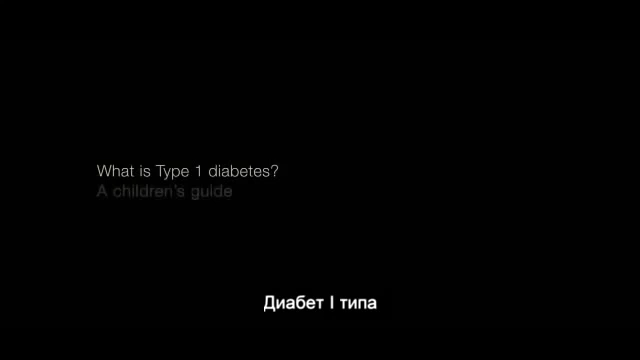 What is Type 1 diabetes?
A children's guide
Диабет I типа